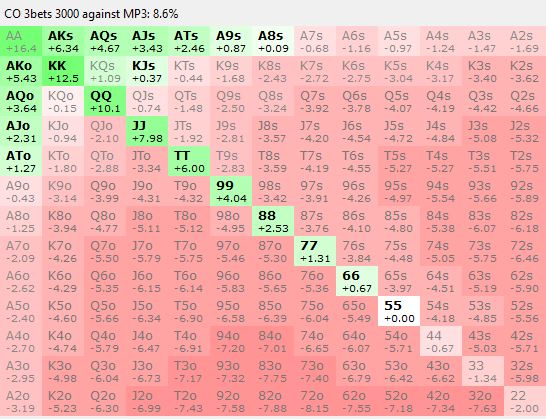 CO 3bets 3000 against MP3: 8.6%
AA AKs AQs AJs ATs A9s A8s A7s A6s A5s A4s A3s A2s
+16.4 +6.34 +4.67 +3.43 +2.46 +0.87 +0.09 -0.68 -1.16 -0.97 -1.24 -1.47 -1.69
AKo KK KQs KJs KTs K9s K8s K7s K6s K5s K4s K3s K2s
+5.43 +12.5 +1.09 +0.37 -0.44 -1.68 -2.43 -2.72 -2.75 -3.04 -3.17 -3.40 -3.62
AQo KQo QQ QJs QTs Q9s Q8s Q7s Q6s Q5s Q4s Q3s Q2s
+3.64 -0.15 +10.1 -0.74 -1.48 -2.50 -3.24 -3.92 -3.78 -4.07 -4.19 -4.42 -4.66
AJo KJo QJo JJ JTs J9s J8s J7s J6s J5s J4s J3s J2s
+2.31 -0.94 -2.10 +7.98 -1.92 -2.81 -3.57 -4.20 -4.54 -4.72 -4.84 -5.08 -5.32
ATo KTo QTo JTo TT T9s T8s T7s T6s T5s T4s T3s T2s
+1.27 -1.80 -2.88 -3.34 +6.00 -2.83 -3.59 -4.19 -4.55 -5.27 -5.27 -5.51 -5.75
A9o K9o Q9o J9o T9o 99 98s 97s 96s 95s 94s 93s 92s
-0.43 -3.14 -3.99 -4.31 -4.32 +4.04 -3.42 -3.91 -4.26 -4.97 -5.54 -5.66 -5.89
A8o K8o Q8o J8o T8o 98o 88 87s 86s 85s 84s 83s 82s
-1.25 -3.94 -4.77 -5.11 -5.12 -4.95 +2.53 -3.76 -4.10 -4.80 -5.38 -6.07 -6.18
A7o K7o Q7o J7o T7o 97o 87o 77 76s 75s 74s 73s 72s
-2.09 -4.26 -5.50 -5.79 -5.75 -5.46 -5.30 +1.31 -3.84 -4.48 -5.05 -5.75 -6.46
A6o K6o Q6o J6o T6o 96o 86o 76o 66 65s 64s 63s 62s
-2.62 -4.29 -5.35 -6.15 -6.14 -5.83 -5.65 -5.36 +0.67 -3.97 -4.51 -5.19 -5.90
A5o K5o Q5o J5o T5o 95o 85o 75o 65o 55 54s 53s 52s
-2.40 -4.60 -5.66 -6.34 -6.90 -6.58 -6.39 -6.04 -5.49 +0.00 -4.18 -4.85 -5.56
A4o K4o Q4o J4o T4o 94o 84o 74o 64o 54o 44 43s 42s
-2.70 -4.74 -5.79 -6.47 -6.91 -7.20 -7.01 -6.65 -6.07 -5.71 -0.67 -5.03 -5.71
A3o K3o Q3o J3o T3o 93o 83o 73o 63o 53o 43o 33 32s
-2.95 -4.98 -6.04 -6.73 -7.17 -7.32 -7.75 -7.40 -6.79 -6.42 -6.62 -1.34 -5.98
A2o K2o Q2o J2o T2o 92o 82o 72o 62o 52o 42o 32o 22
-3.19 -5.23 -6.30 -6.99 -7.43 -7.58 -7.88 -8.15 -7.55 -7.18 -7.34 -7.63 -2.00